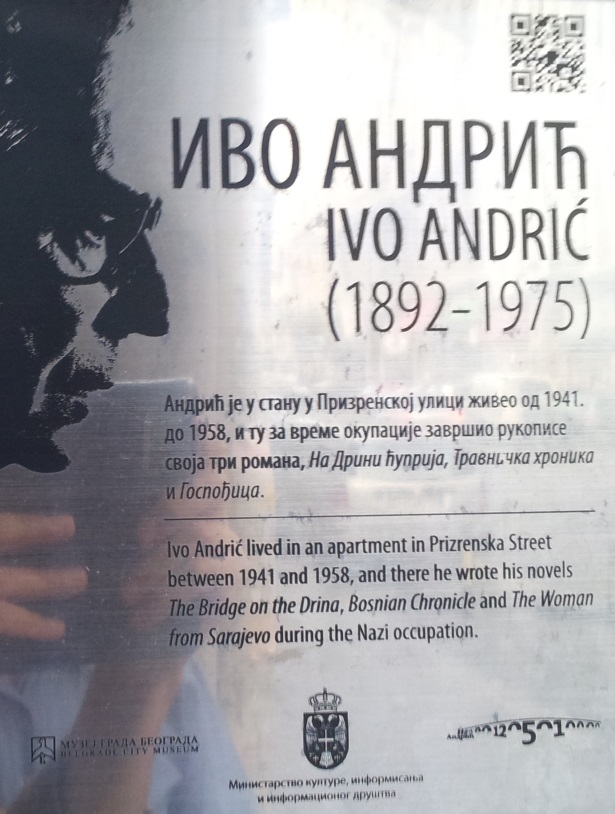 ИВО АНДРИЋ
IVO ANDRIĆ
(1892-1975)
Андрић је у стану у Призренској улици живео од 1941.
до 1958, и ту за време окупације завршио рукописе
своја три романа, На Дрини ћуприја, Травничка хроника
и Госпођица.
Ivo Andrić lived in an apartment in Prizrenska Street
between 1941 and 1958, and there he wrote his novels
The Bridge on the Drina, Bosnian Chronicle and The Woman
from Sarajevo during the Nazi occupation.
МУЗЕЈ ГРАДА БЕОГРАДА
BELGRADE CITY MUSEUM
Министарство културе, информисања
и информационог друштва